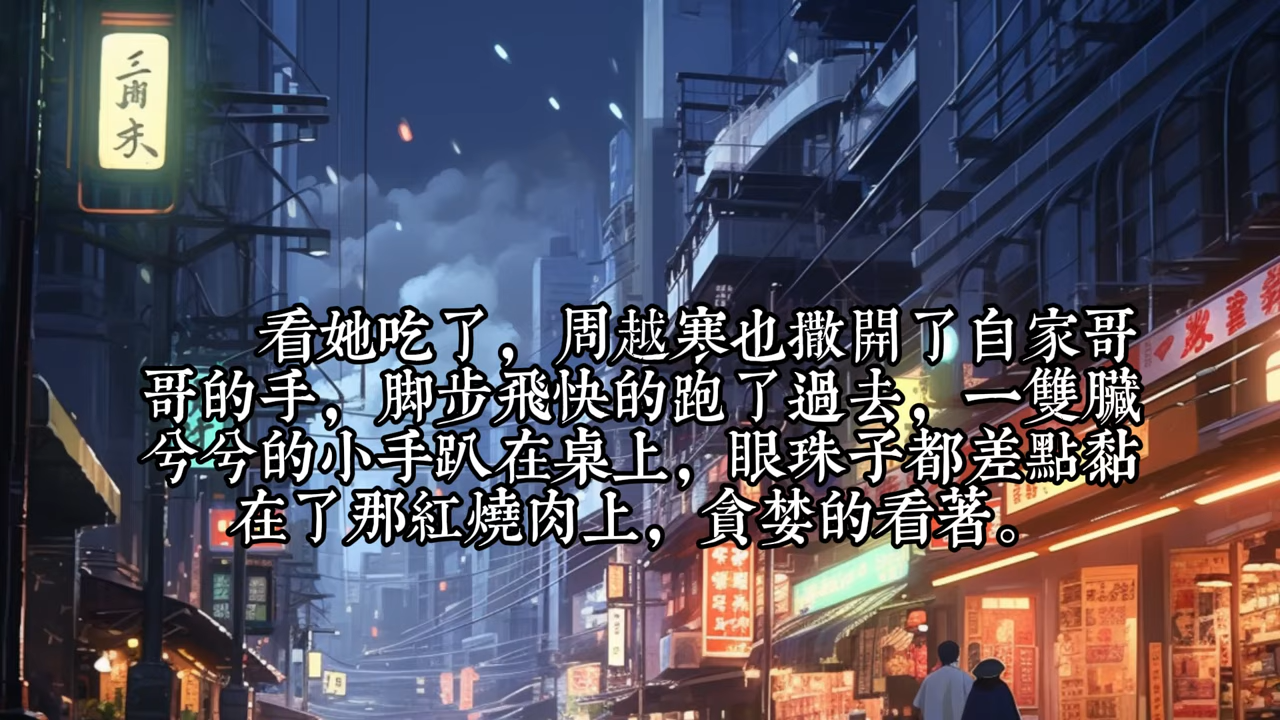 看她吃了，周越寒也撒開了自家哥
哥的手，脚步飛快的跑了過去，一雙臟
兮兮的小手趴在桌上，眼珠子都差點黏
在了那紅燒肉上，貪婪的看著。